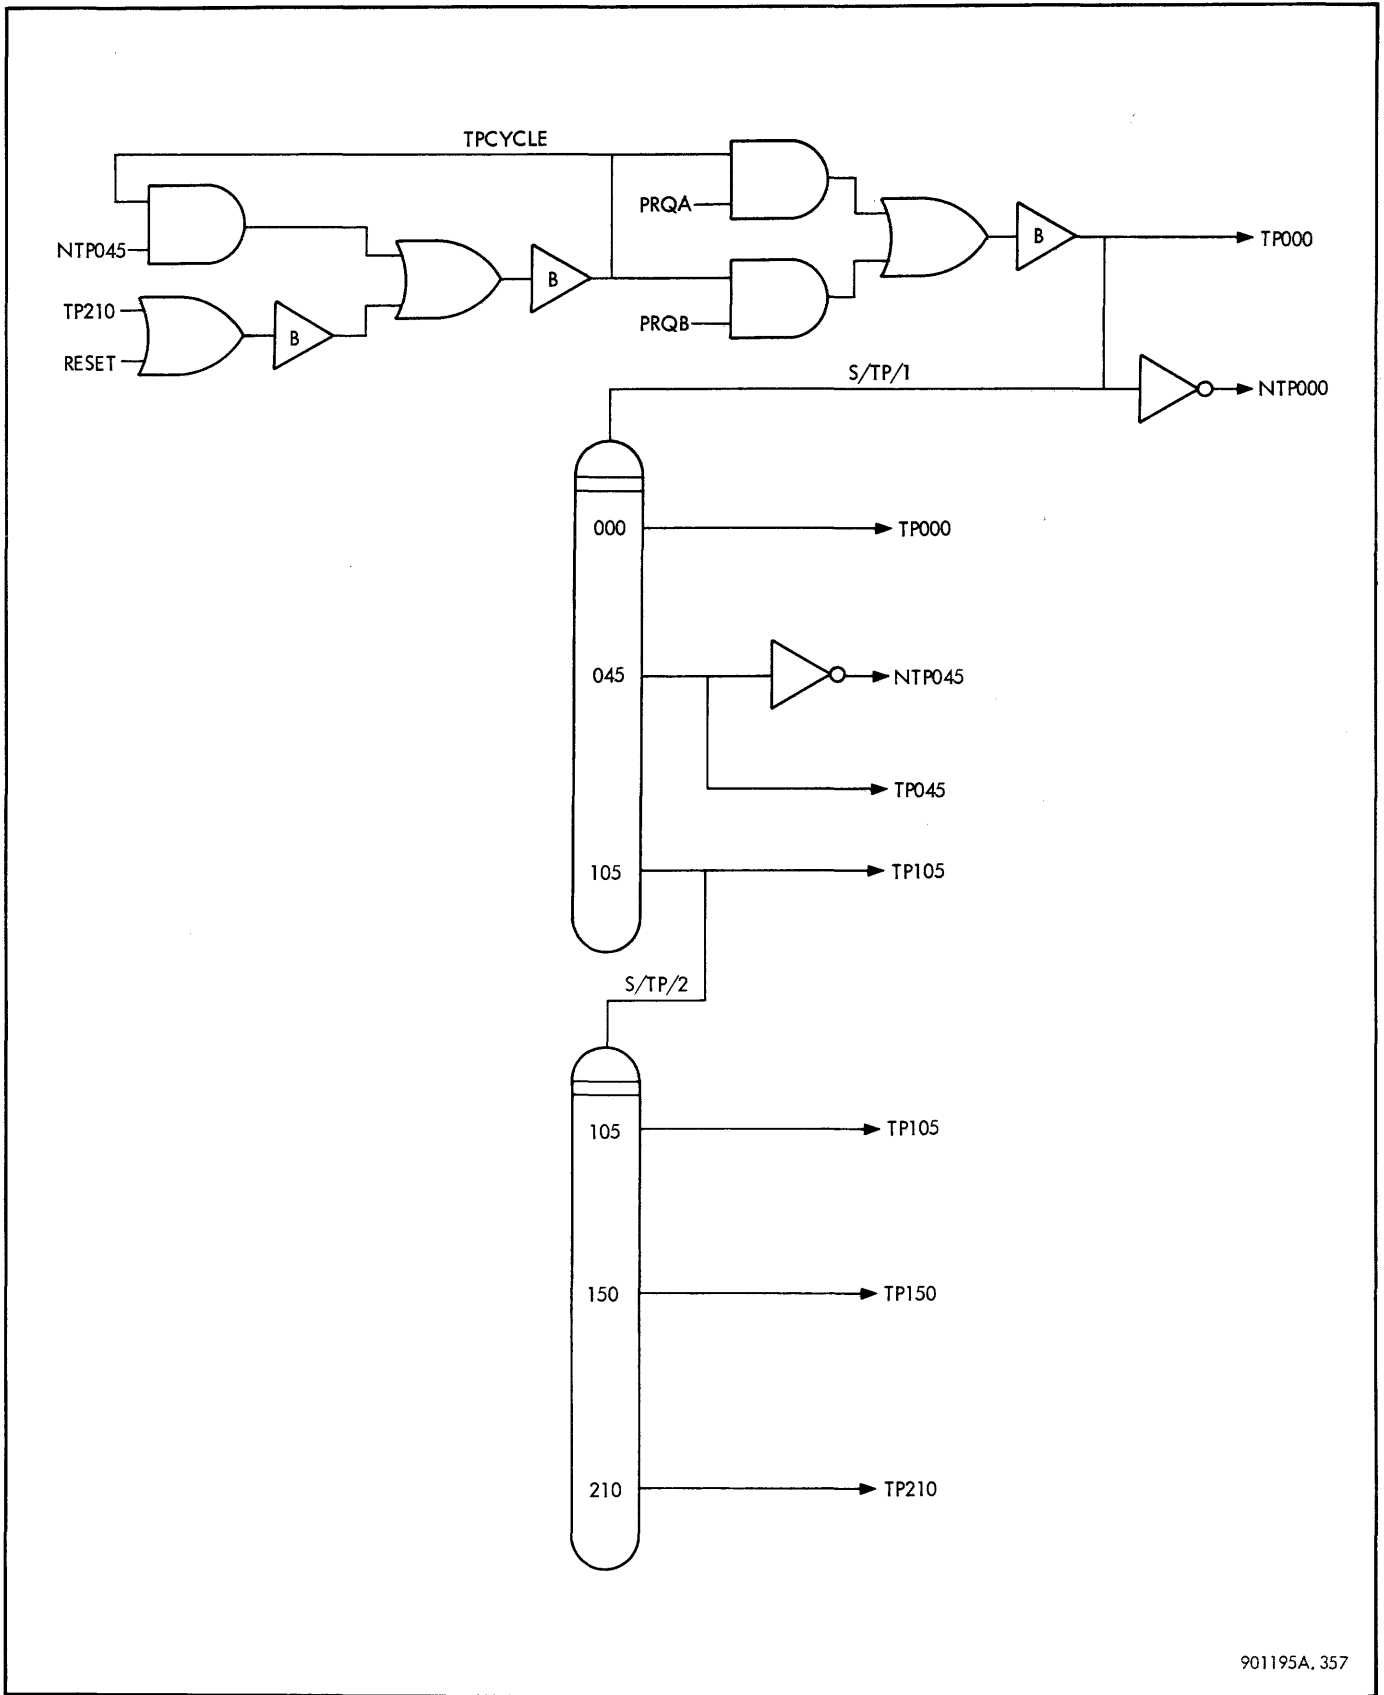 TPCYCLE
PRQA
NTP045
B
TP000
B
TP210
B
PRQB
RESET
S/TP/1
NTP000
000
TP000
045
NTP045
TP045
105
TP105
S/TP/2
105
TP105
150
TP150
210
TP210
901195A. 357